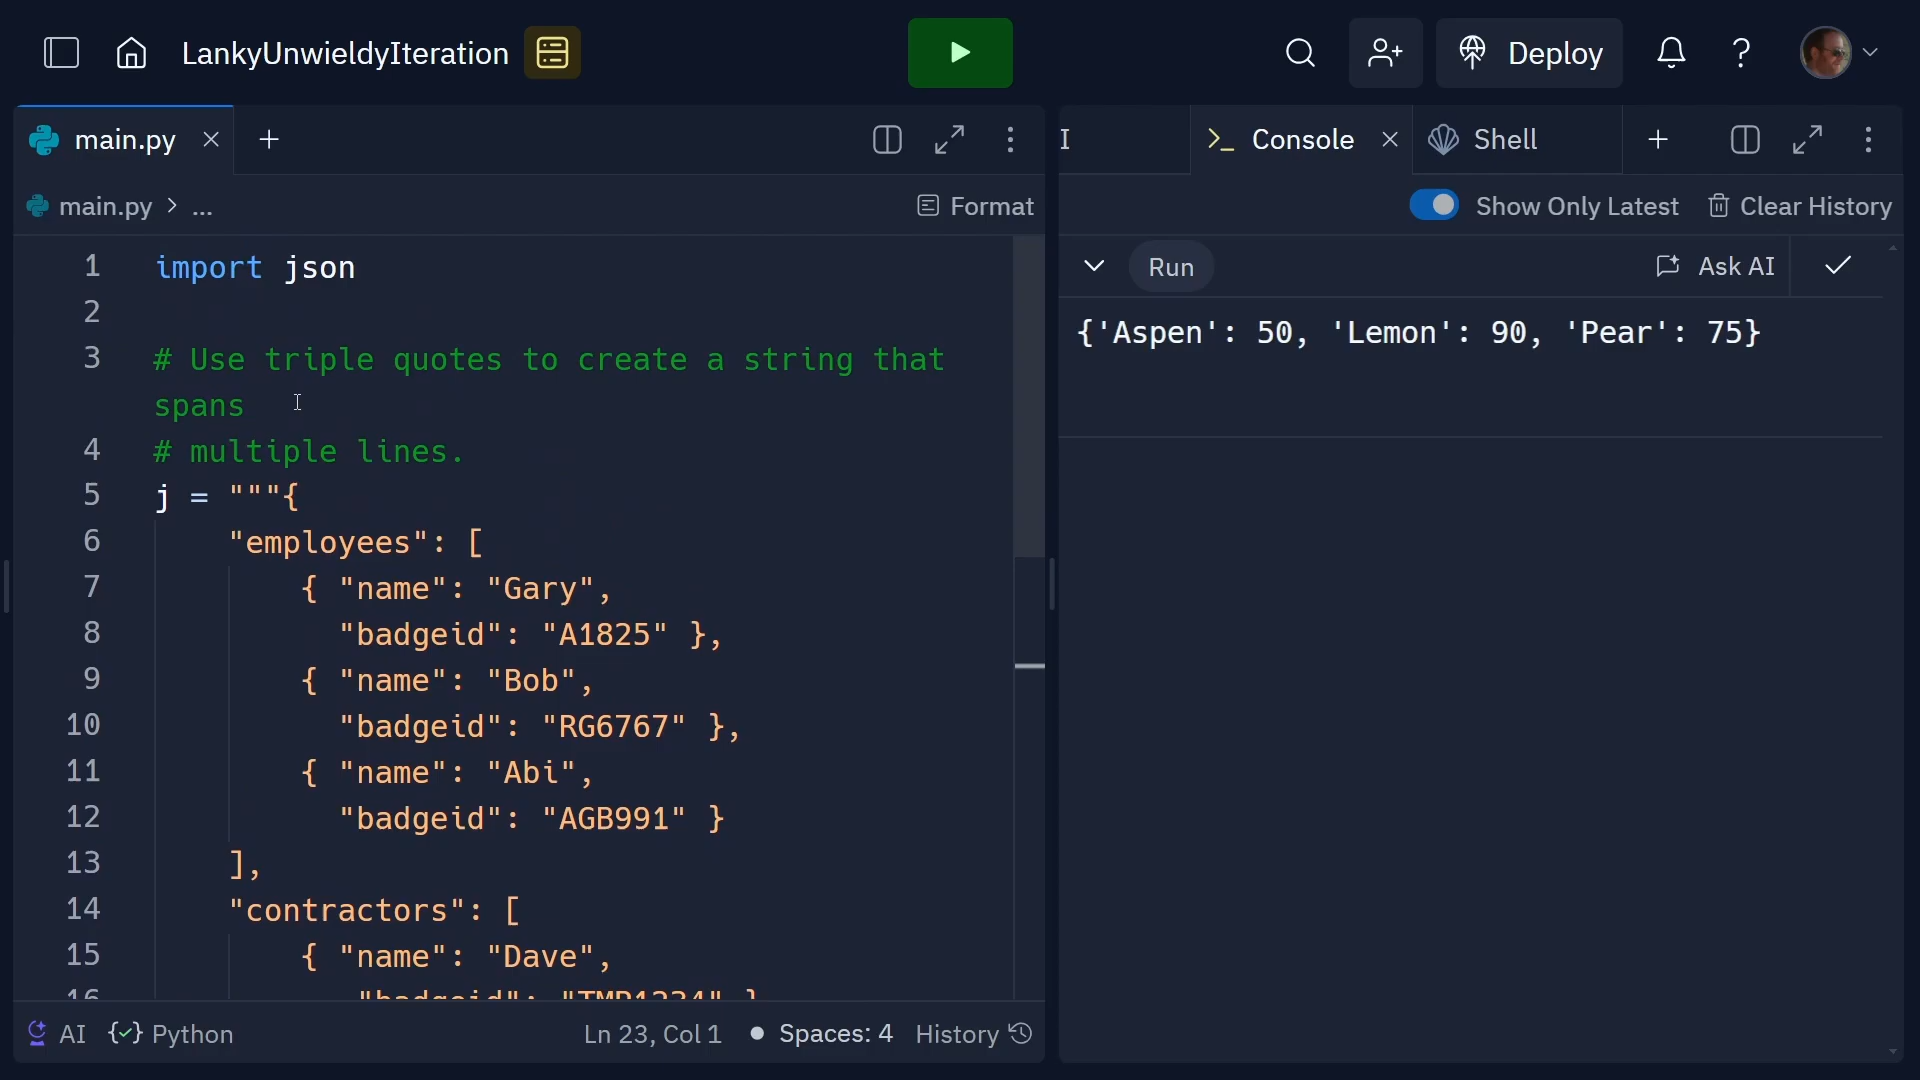 LankyUnwieldyIteration
Deploy
?
main.py
Console
Shell
main.py > ...
Format
Show Only Latest
Clear History
Run
Ask AI
1 import json
2
3 # Use triple quotes to create a string that
spans
4 # multiple lines.
5 j = """{
6 "employees": [
7 { "name": "Gary",
8 "badgeid": "A1825" },
9 { "name": "Bob",
10 "badgeid": "RG6767" },
11 { "name": "Abi",
12 "badgeid": "AGB991" }
13 ],
14 "contractors": [
15 { "name": "Dave",
16 "badgeid": "TMP1234" }
{'Aspen': 50, 'Lemon': 90, 'Pear': 75}
AI
Python
Ln 23, Col 1
Spaces: 4
History